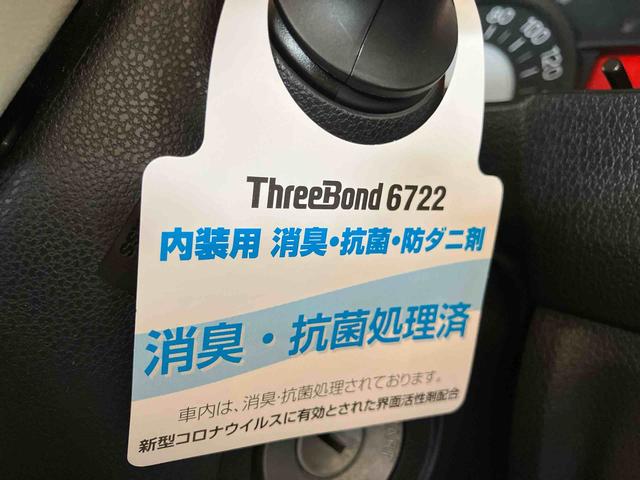 80 100 120
ThreeBond 6722
内装用 消臭・抗菌・防ダニ剤
消臭・抗菌処理済
車内は、消臭・抗菌処理されております。
新型コロナウイルスに有効とされた界面活性剤配合